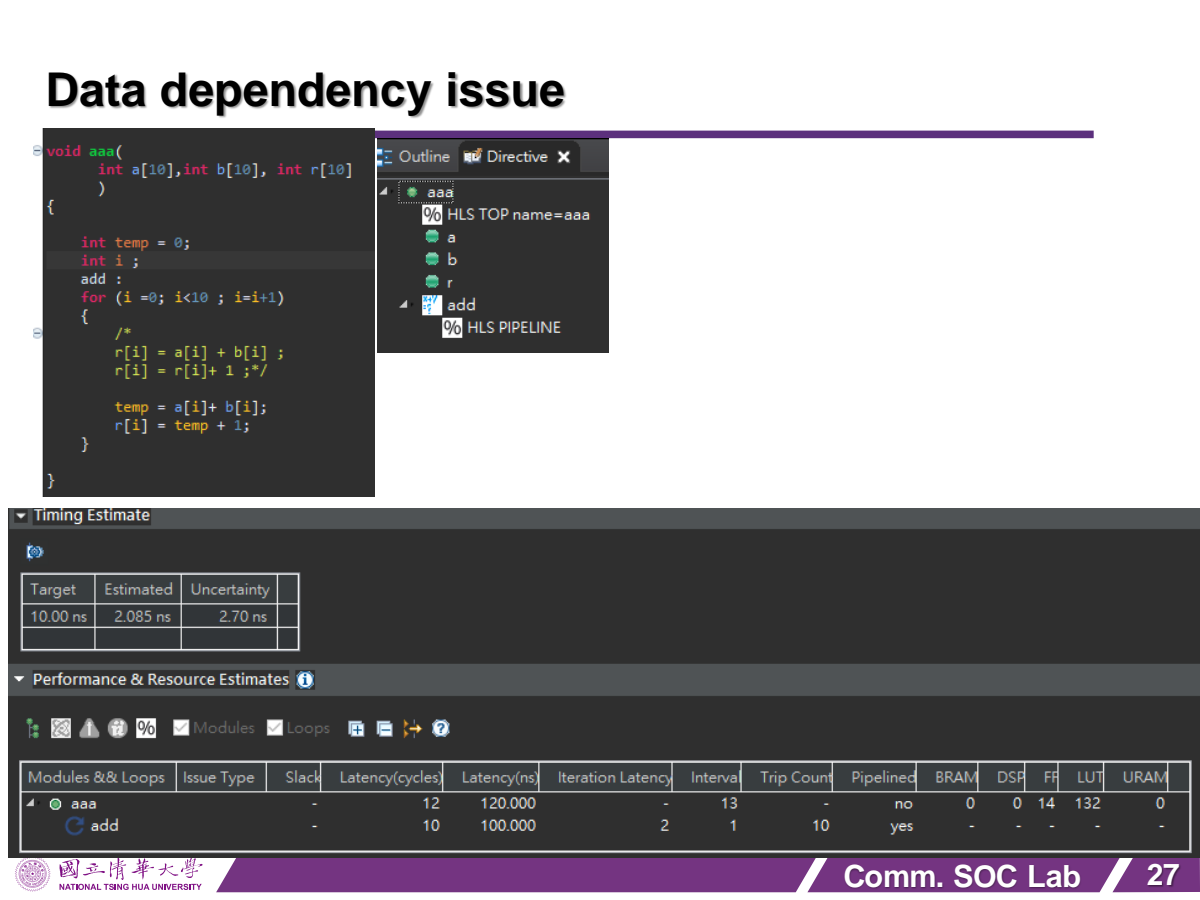 Data dependency issue
void aaa(
int a[10],int b[10], int r[10]
)
{
int temp = 0;
int i ;
add :
for (i =0; i<10 ; i=i+1)
{
/*
r[i] = a[i] + b[i] ;
r[i] = r[i]+ 1 ;*/
temp = a[i]+ b[i];
r[i] = temp + 1;
}
}
Outline Directive
aaa
% HLS TOP name=aaa
a
b
r
add
% HLS PIPELINE
Timing Estimate
Target Estimated Uncertainty
10.00 ns 2.085 ns 2.70 ns
Performance & Resource Estimates
% Modules Loops
Modules && Loops Issue Type Slack Latency(cycles) Latency(ns) Iteration Latency Interval Trip Count Pipelined BRAM DSP FF LUT URAM
aaa - 12 120.000 - 13 - no 0 0 14 132 0
add - 10 100.000 2 1 10 yes - - - - -
國立清華大學
NATIONAL TSING HUA UNIVERSITY
Comm. SOC Lab 27